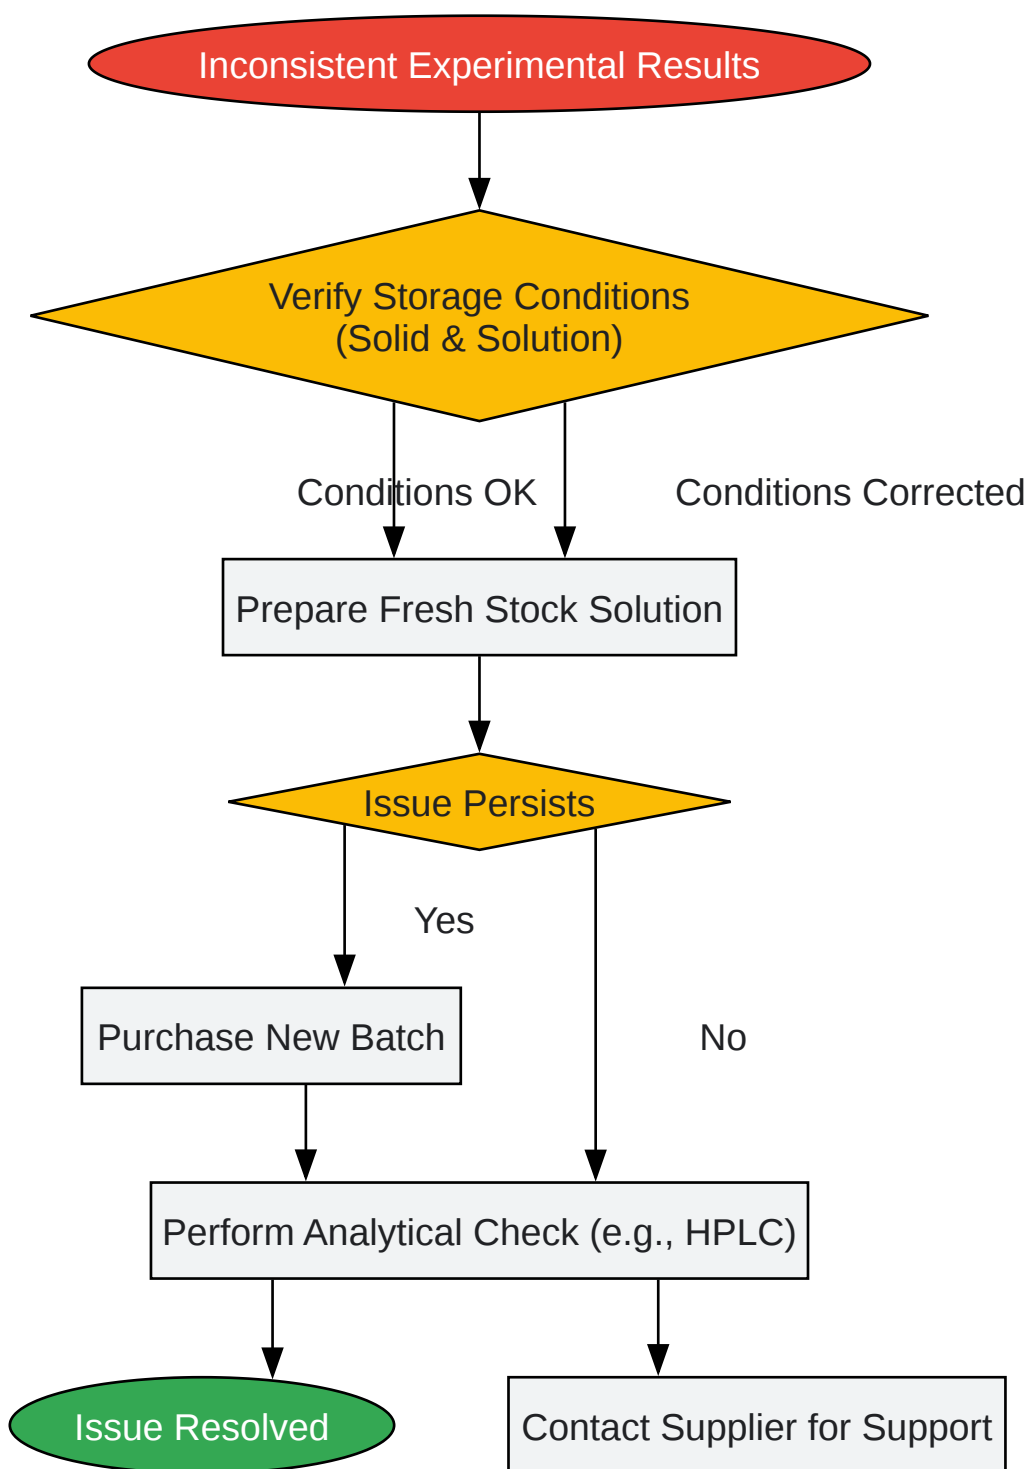 Inconsistent Experimental Results
Verify Storage Conditions
(Solid & Solution)
Conditions OK
Conditions Corrected
Prepare Fresh Stock Solution
Issue Persists
Yes
Purchase New Batch
No
Perform Analytical Check (e.g., HPLC)
Issue Resolved
Contact Supplier for Support